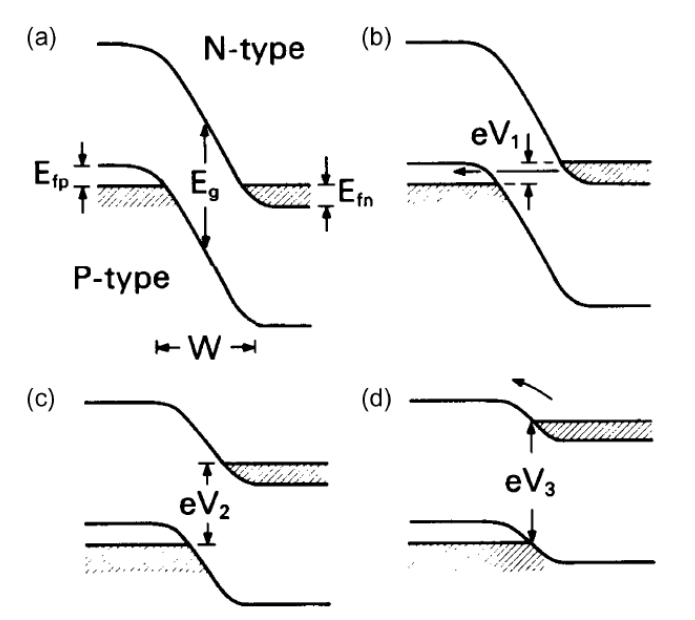 (a)
N-type
E_fp
E_g
E_fn
P-type
W
(b)
eV_1
(c)
eV_2
(d)
eV_3